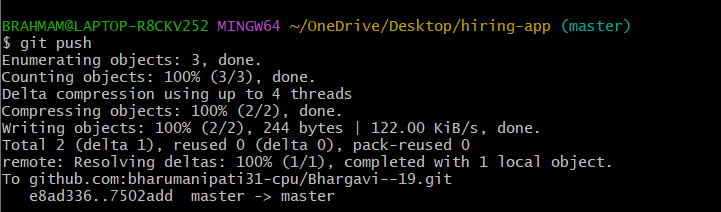 BRAHMAM@LAPTOP-R8CKV252 MINGW64 ~/OneDrive/Desktop/hiring-app (master)
$ git push
Enumerating objects: 3, done.
Counting objects: 100% (3/3), done.
Delta compression using up to 4 threads
Compressing objects: 100% (2/2), done.
Writing objects: 100% (2/2), 244 bytes | 122.00 KiB/s, done.
Total 2 (delta 1), reused 0 (delta 0), pack-reused 0
remote: Resolving deltas: 100% (1/1), completed with 1 local object.
To github.com:bharumanipati31-cpu/Bhargavi--19.git
   e8ad336..7502add  master -> master